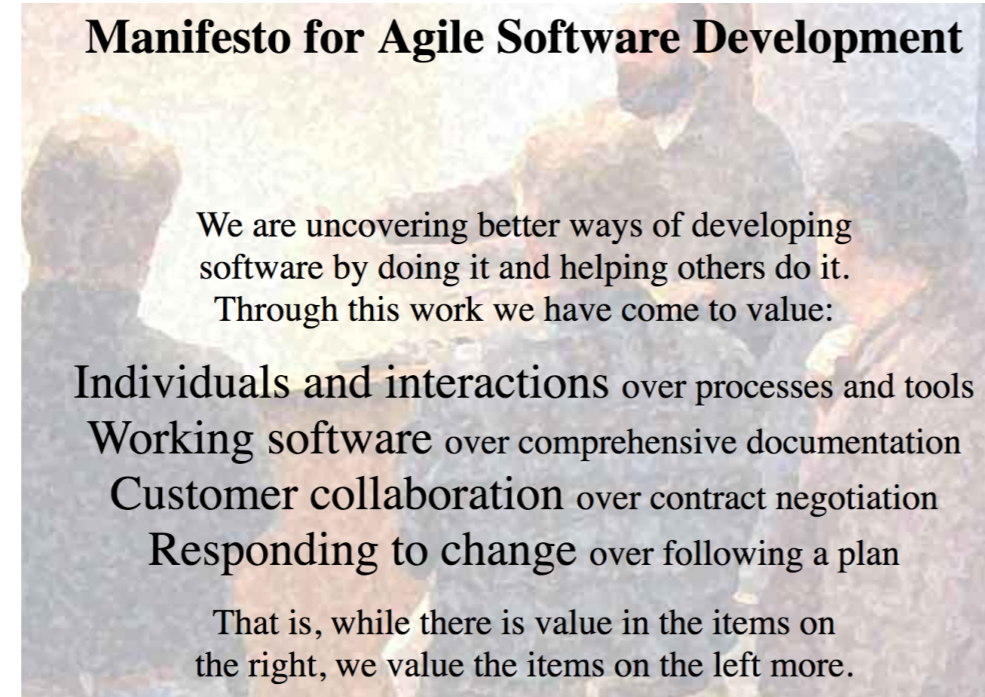 Manifesto for Agile Software Development
We are uncovering better ways of developing
software by doing it and helping others do it.
Through this work we have come to value:
Individuals and interactions over processes and tools
Working software over comprehensive documentation
Customer collaboration over contract negotiation
Responding to change over following a plan
That is, while there is value in the items on
the right, we value the items on the left more.